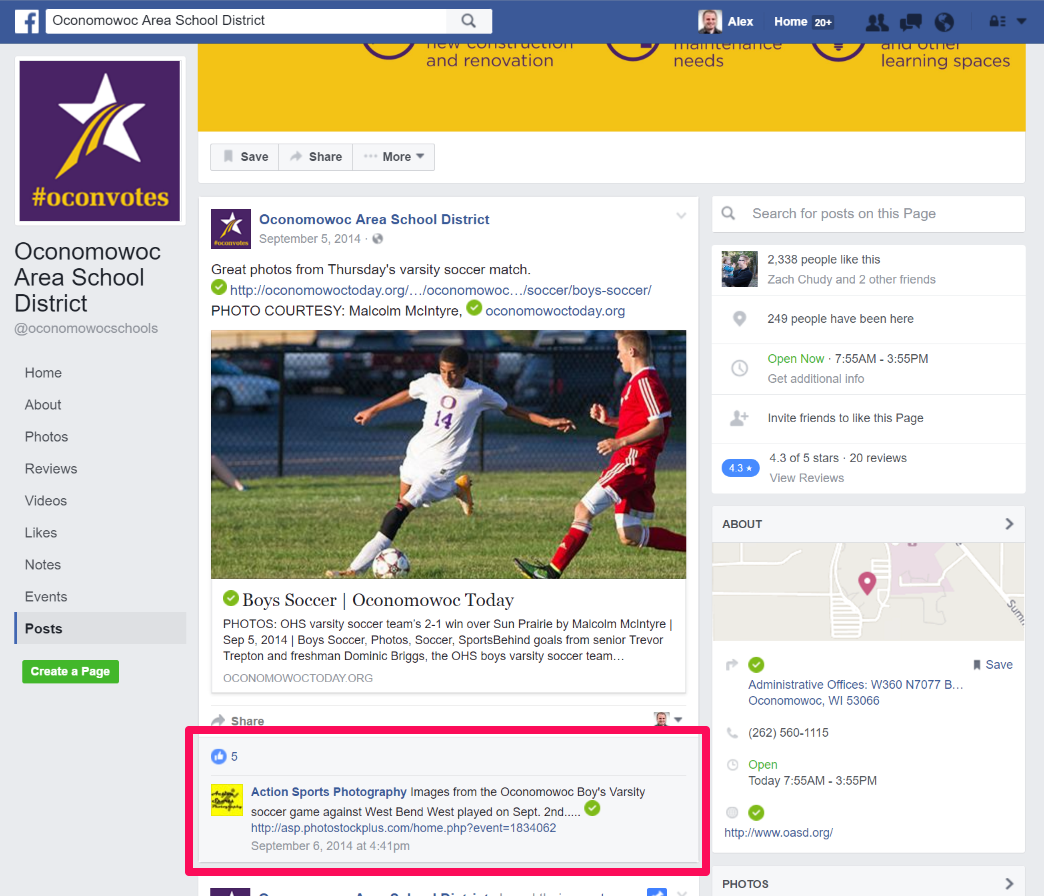 Oconomowoc Area School District
Alex
Home 20+
new construction
and renovation
maintenance
needs
and other
learning spaces
#oconvotes
Oconomowoc
Area School
District
@oconomowocschools
Home
About
Photos
Reviews
Videos
Likes
Notes
Events
Posts
Create a Page
Save
Share
More
#oconvotes
Oconomowoc Area School District
September 5, 2014 ·
Great photos from Thursday's varsity soccer match.
http://oconomowoctoday.org/…/oconomowoc…/soccer/boys-soccer/
PHOTO COURTESY: Malcolm McIntyre, oconomowoctoday.org
O
14
Boys Soccer | Oconomowoc Today
PHOTOS: OHS varsity soccer team's 2-1 win over Sun Prairie by Malcolm McIntyre |
Sep 5, 2014 | Boys Soccer, Photos, Soccer, SportsBehind goals from senior Trevor
Trepton and freshman Dominic Briggs, the OHS boys varsity soccer team…
OCONOMOWOCTODAY.ORG
Share
5
Action Sports Photography Images from the Oconomowoc Boy's Varsity
soccer game against West Bend West played on Sept. 2nd.....
http://asp.photostockplus.com/home.php?event=1834062
September 6, 2014 at 4:41pm
Oconomowoc Area School District
Search for posts on this Page
2,338 people like this
Zach Chudy and 2 other friends
249 people have been here
Open Now · 7:55AM - 3:55PM
Get additional info
Invite friends to like this Page
4.3 ★
4.3 of 5 stars · 20 reviews
View Reviews
ABOUT
Sum
Save
Administrative Offices: W360 N7077 B…
Oconomowoc, WI 53066
(262) 560-1115
Open
Today 7:55AM - 3:55PM
http://www.oasd.org/
PHOTOS